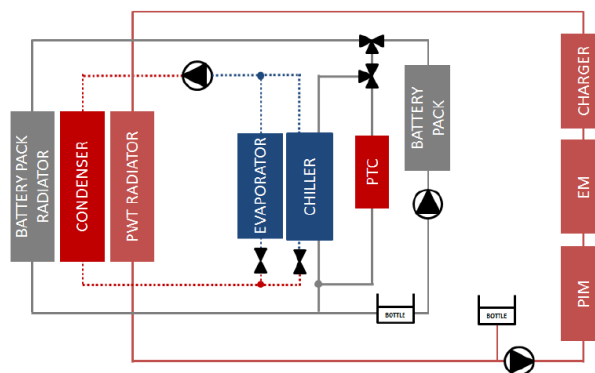 BATTERY PACK
RADIATOR
CONDENSER
PWT RADIATOR
EVAPORATOR
CHILLER
PTC
BATTERY
PACK
CHARGER
EM
PIM
BOTTLE
BOTTLE